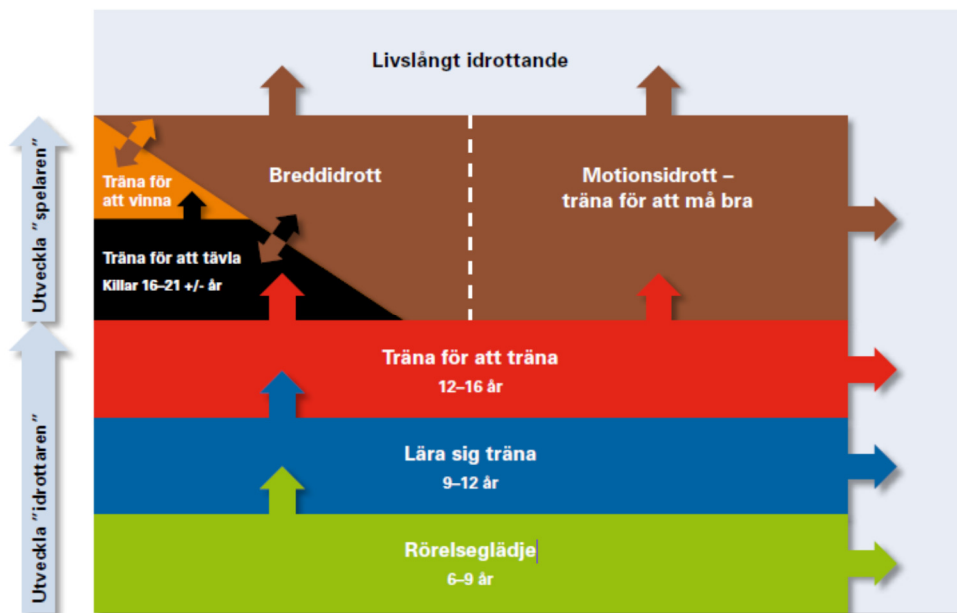 Livslångt idrottande
Utveckla ”spelaren”
Träna för
att vinna
Breddidrott
Motionsidrott –
träna för att må bra
Träna för att tävla
Killar 16–21 +/- år
Utveckla ”idrottaren”
Träna för att träna
12–16 år
Lära sig träna
9–12 år
Rörelseglädje
6–9 år